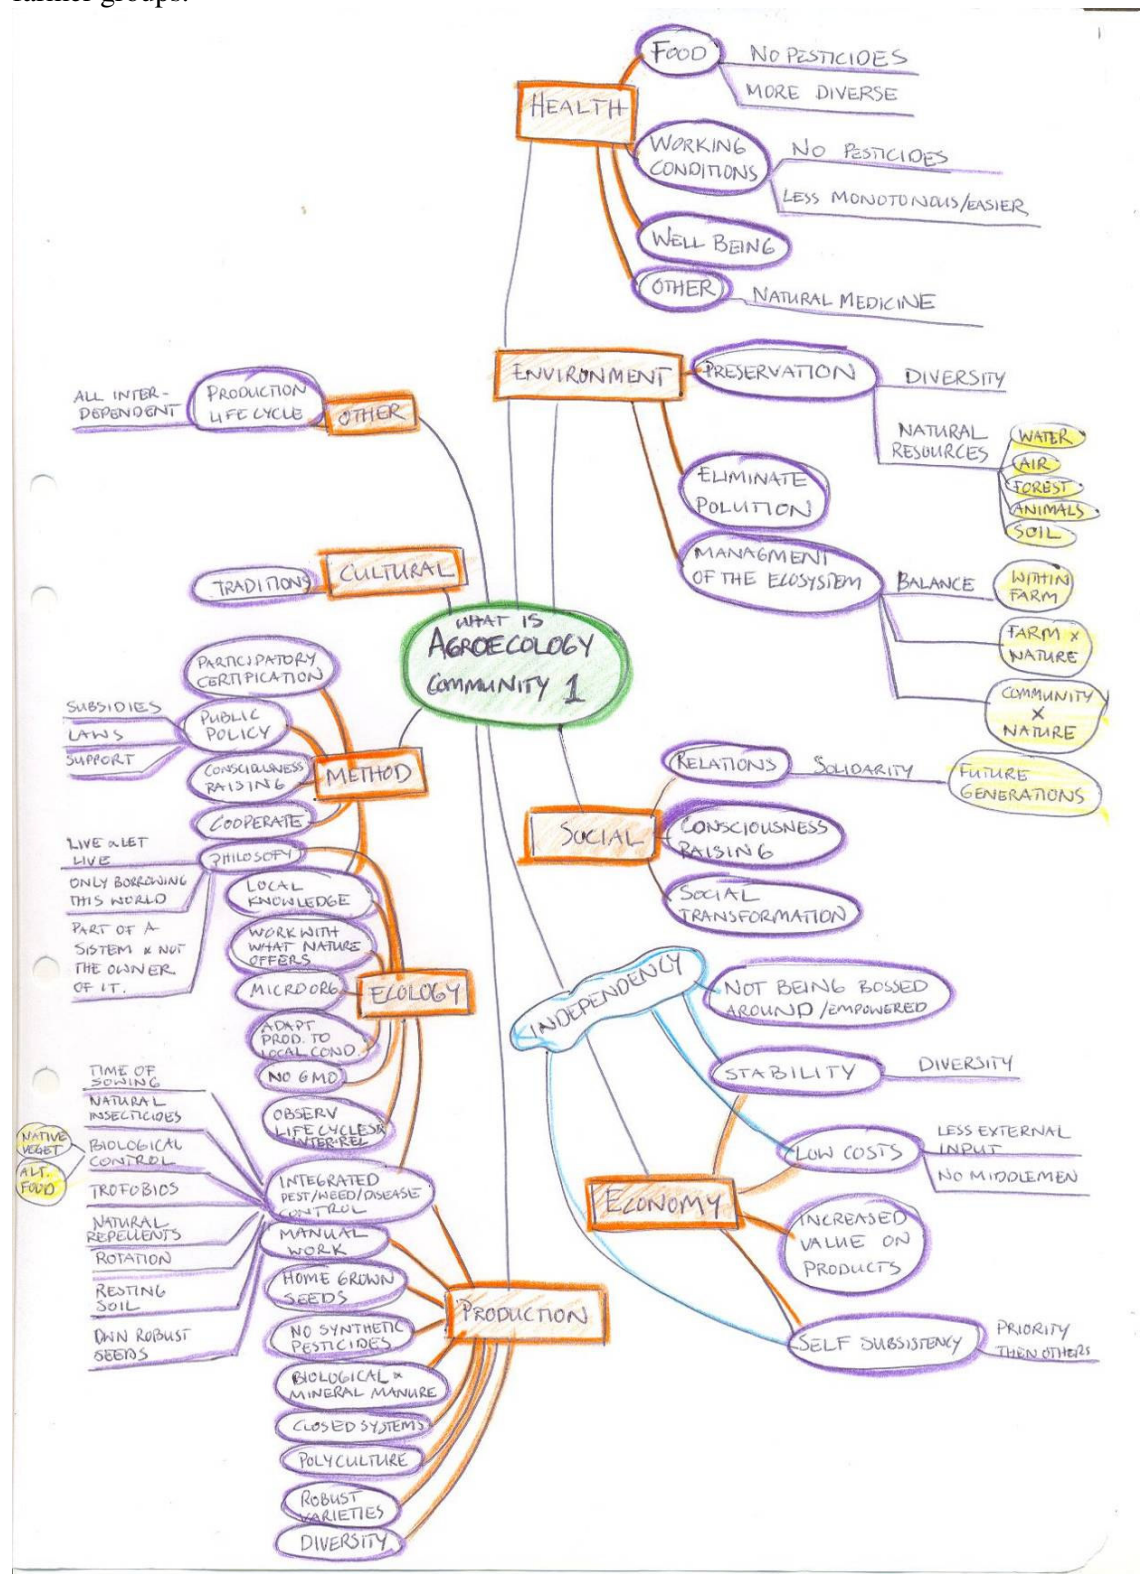 farmer groups.
1
FOOD
NO PESTICIDES
MORE DIVERSE
HEALTH
WORKING
CONDITIONS
NO PESTICIDES
LESS MONOTONOUS/EASIER
WELL BEING
OTHER
NATURAL MEDICINE
ENVIRONMENT
PRESERVATION
DIVERSITY
NATURAL
RESOURCES
WATER
AIR
FOREST
ANIMALS
SOIL
ELIMINATE
POLUTION
MANAGMENT
OF THE ECOSYSTEM
BALANCE
WITHIN
FARM
FARM x
NATURE
COMMUNITY
x
NATURE
ALL INTER-
DEPENDENT
PRODUCTION
LIFE CYCLE
OTHER
TRADITIONS
CULTURAL
WHAT IS
AGROECOLOGY
COMMUNITY 1
PARTICIPATORY
CERTIFICATION
SUBSIDIES
LAWS
SUPPORT
PUBLIC
POLICY
CONSCIOUSNESS
RAISING
METHOD
COOPERATE
RELATIONS
SOLIDARITY
FUTURE
GENERATIONS
SOCIAL
CONSCIOUSNESS
RAISING
SOCIAL
TRANSFORMATION
LIVE & LET
LIVE
ONLY BORROWING
THIS WORLD
PART OF A
SISTEM & NOT
THE OWNER
OF IT.
PHILOSOFY
LOCAL
KNOWLEDGE
WORK WITH
WHAT NATURE
OFFERS
MICROORG
ECOLOGY
ADAPT
PROD. TO
LOCAL COND
NO GMO
OBSERV
LIFE CYCLES &
INTER-REL
INDEPENDENCY
NOT BEING BOSSED
AROUND/EMPOWERED
STABILITY
DIVERSITY
LOW COSTS
LESS EXTERNAL
INPUT
NO MIDDLEMEN
ECONOMY
INCREASED
VALUE ON
PRODUCTS
SELF SUBSISTENCY
PRIORITY
THEN OTHERS
TIME OF
SOWING
NATURAL
INSECTICIDES
NATIVE
VEGET
ALT.
FOOD
BIOLOGICAL
CONTROL
TROFOBIOS
NATURAL
REPELLENTS
ROTATION
RESTING
SOIL
OWN ROBUST
SEEDS
INTEGRATED
PEST/WEED/DISEASE
CONTROL
MANUAL
WORK
HOME GROWN
SEEDS
PRODUCTION
NO SYNTHETIC
PESTICIDES
BIOLOGICAL &
MINERAL MANURE
CLOSED SYSTEMS
POLYCULTURE
ROBUST
VARIETIES
DIVERSITY